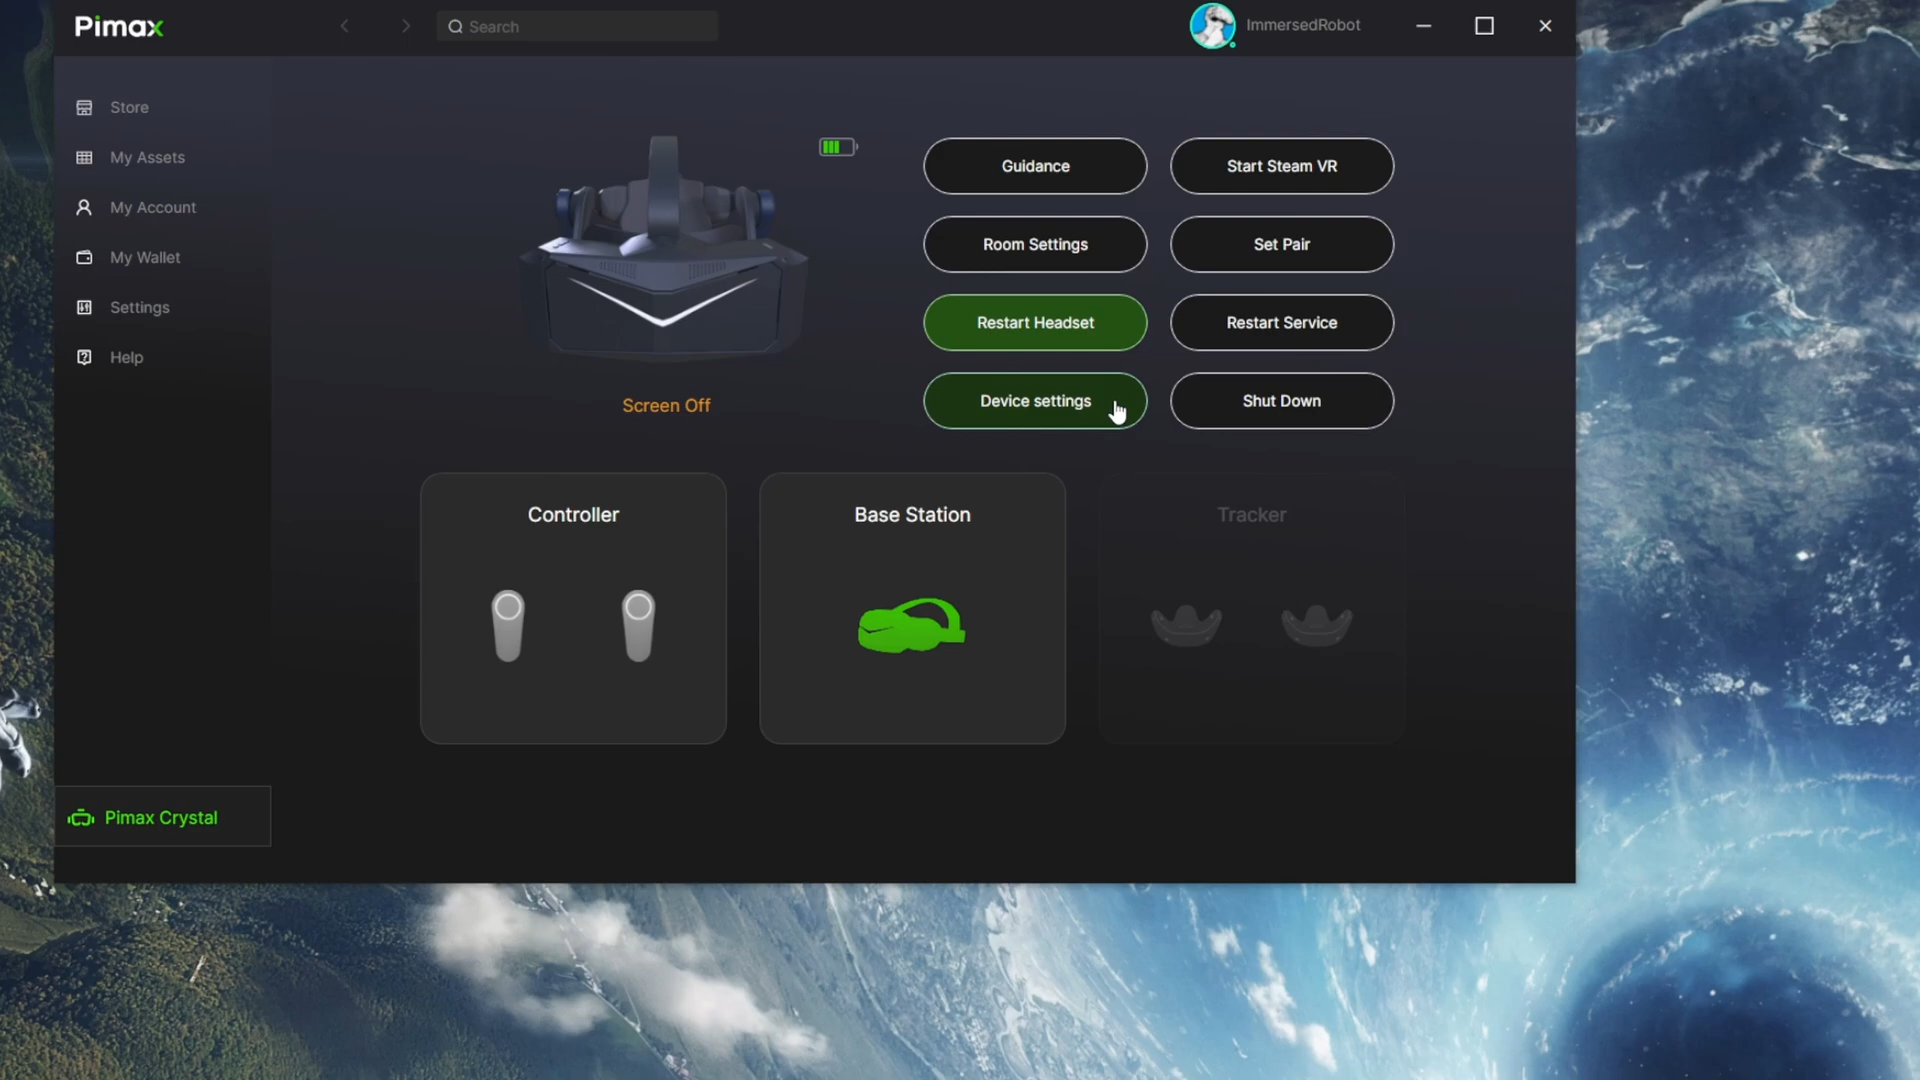 Pimax
Search
ImmersedRobot
Store
My Assets
My Account
My Wallet
Settings
Help
Guidance
Start Steam VR
Room Settings
Set Pair
Restart Headset
Restart Service
Device settings
Shut Down
Screen Off
Controller
Base Station
Tracker
Pimax Crystal